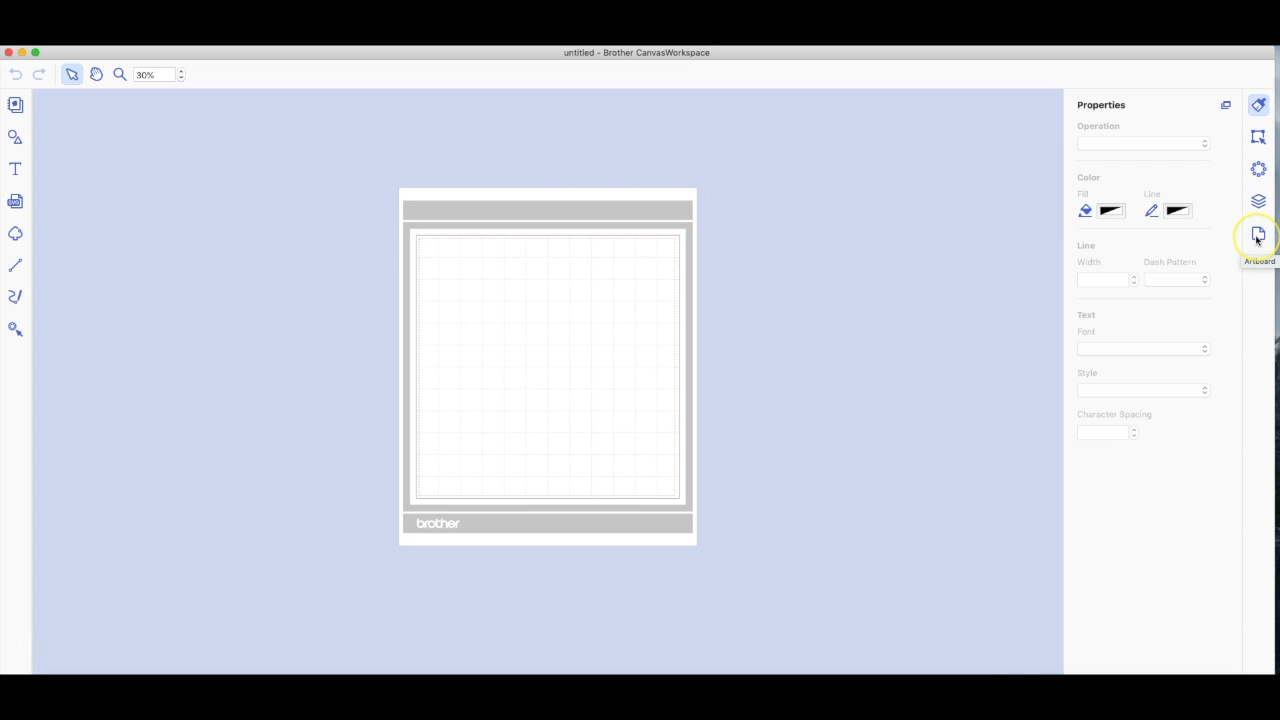 untitled - Brother CanvasWorkspace
30%
Properties
Operation
Color
Fill
Line
Line
Width
Dash Pattern
Artboard
Text
Font
Style
Character Spacing
T
brother